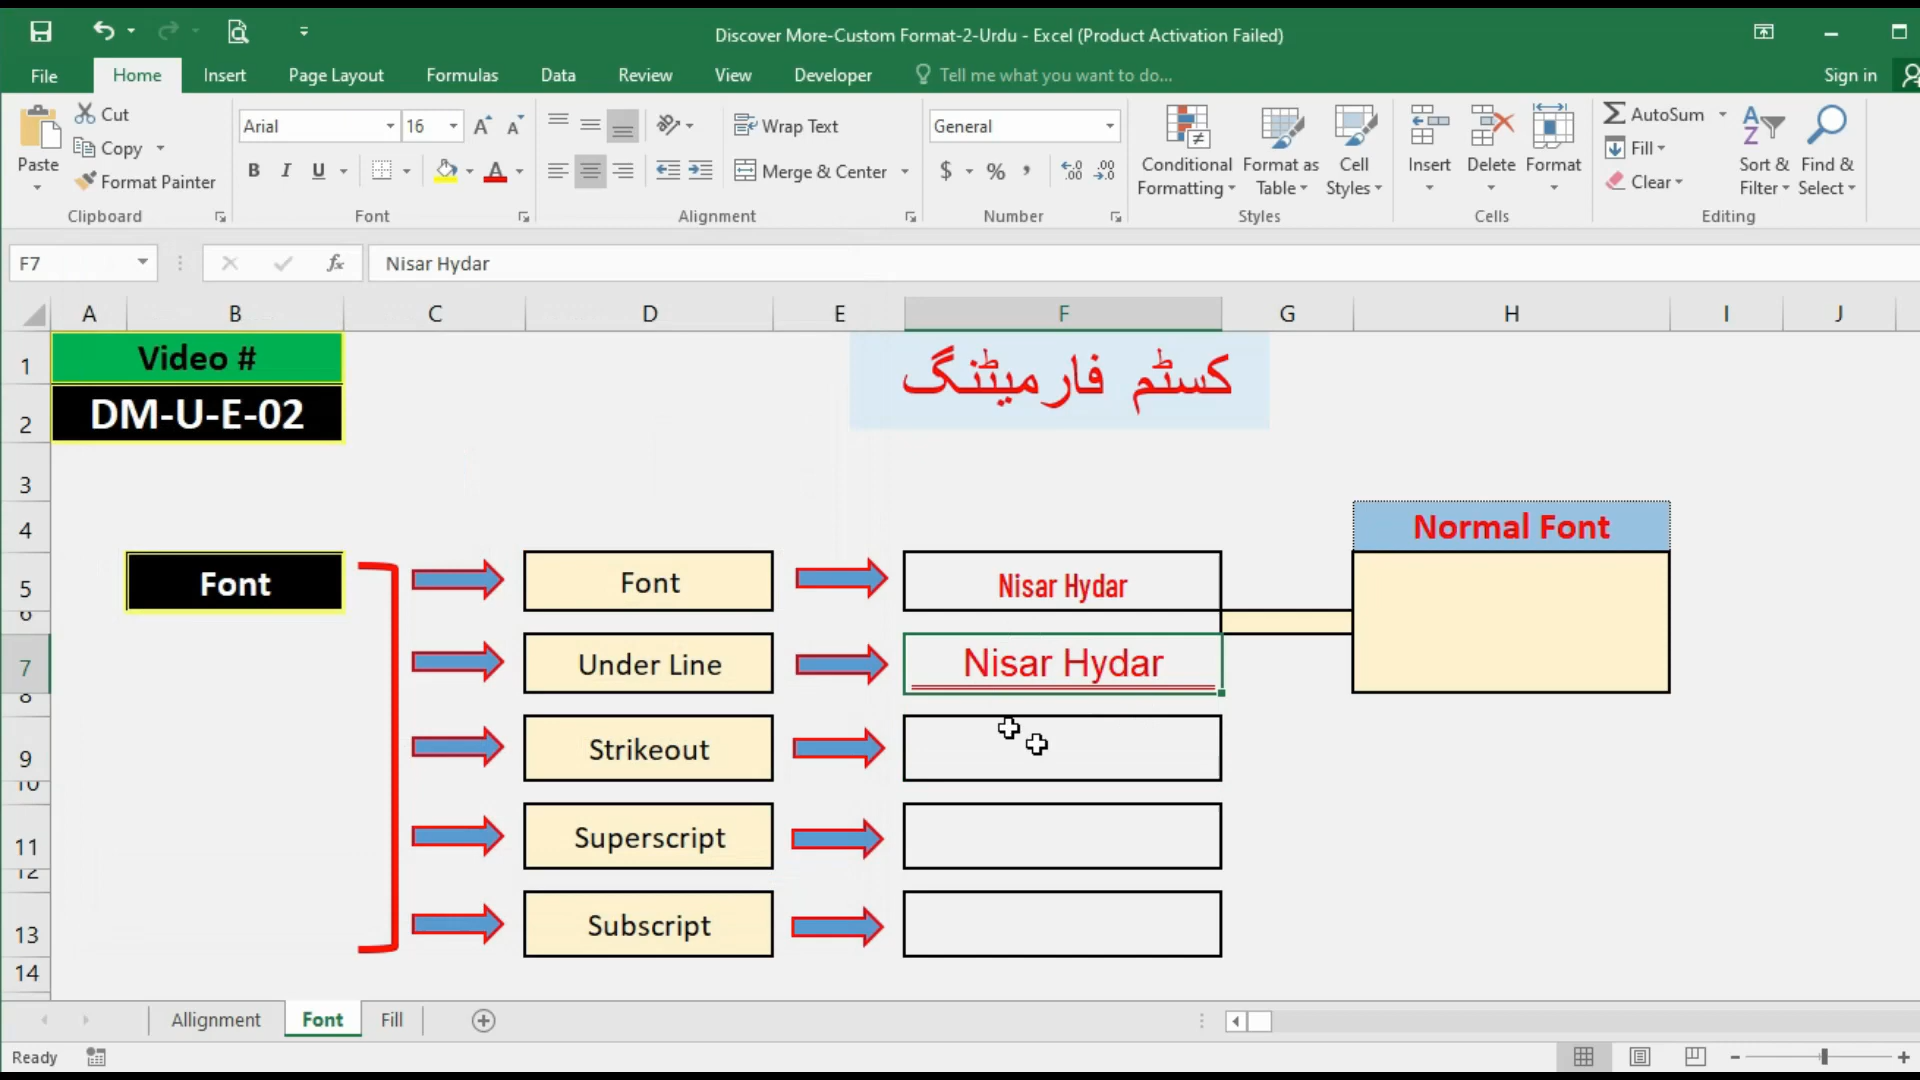 Discover More-Custom Format-2-Urdu - Excel (Product Activation Failed)
File Home Insert Page Layout Formulas Data Review View Developer Tell me what you want to do... Sign in
Paste
Cut
Copy
Format Painter
Clipboard
Arial 16
B I U
Font
Wrap Text
Merge & Center
Alignment
General
$ % ,
Number
Conditional Formatting
Format as Table
Cell Styles
Styles
Insert Delete Format
Cells
AutoSum
Fill
Clear
Sort & Filter
Find & Select
Editing
F7 fx Nisar Hydar
A B C D E F G H I J
1 Video # کسٹم فارمیٹنگ
2 DM-U-E-02
3
4 Normal Font
5 Font Font Nisar Hydar
6
7 Under Line Nisar Hydar
8
9 Strikeout
10
11 Superscript
12
13 Subscript
14
Allignment Font Fill
Ready